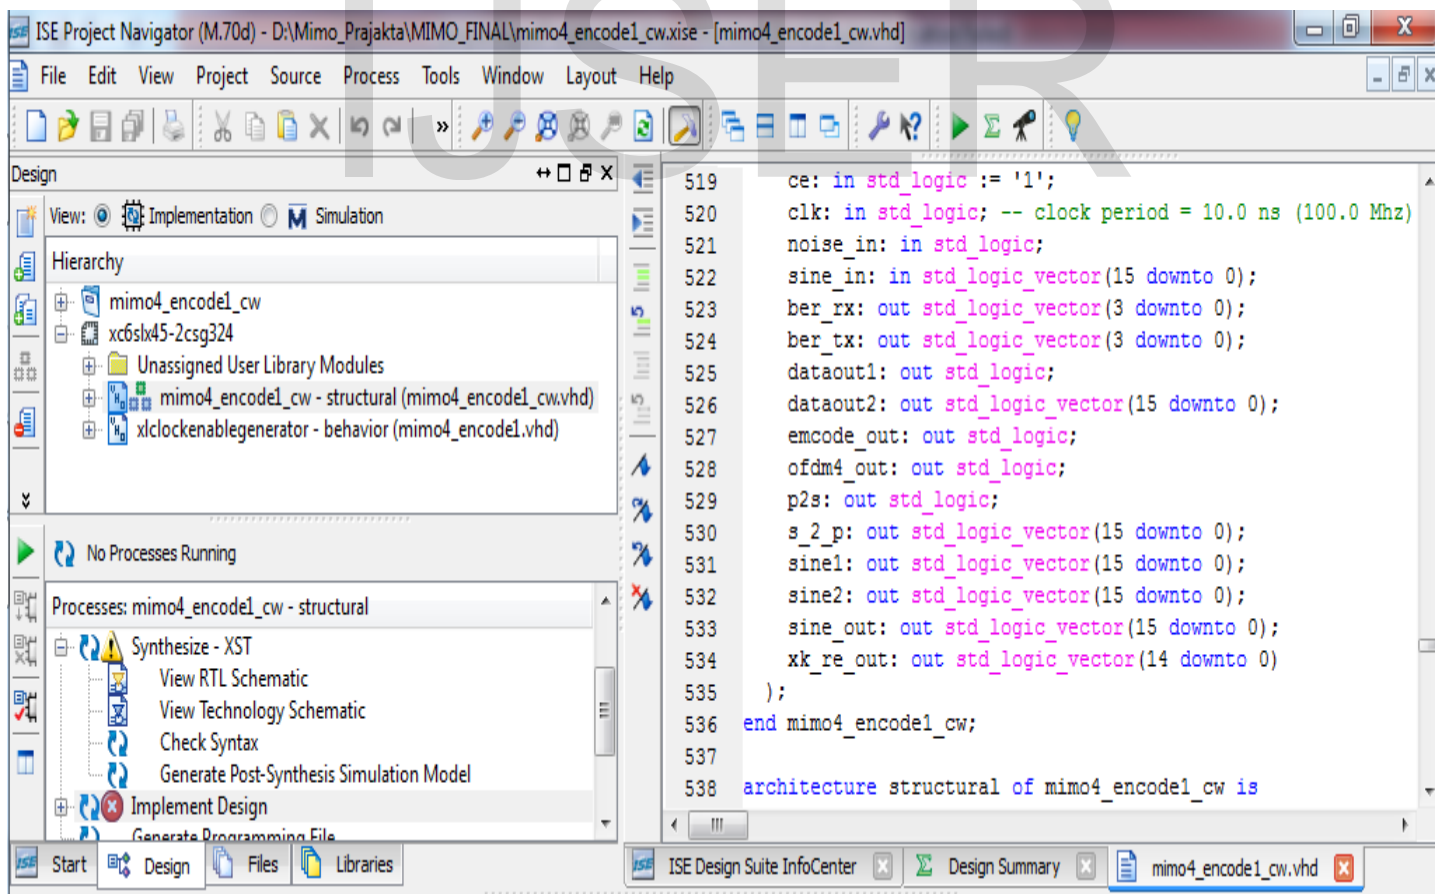 IJSER
ISE Project Navigator (M.70d) - D:\Mimo_Prajakta\MIMO_FINAL\mimo4_encode1_cw.xise - [mimo4_encode1_cw.vhd]
File Edit View Project Source Process Tools Window Layout Help
Design
View: Implementation Simulation
Hierarchy
mimo4_encode1_cw
xc6slx45-2csg324
Unassigned User Library Modules
mimo4_encode1_cw - structural (mimo4_encode1_cw.vhd)
xlclockenablegenerator - behavior (mimo4_encode1.vhd)
No Processes Running
Processes: mimo4_encode1_cw - structural
Synthesize - XST
View RTL Schematic
View Technology Schematic
Check Syntax
Generate Post-Synthesis Simulation Model
Implement Design
Generate Programming File
Start Design Files Libraries
519 ce: in std_logic := '1';
520 clk: in std_logic; -- clock period = 10.0 ns (100.0 Mhz)
521 noise_in: in std_logic;
522 sine_in: in std_logic_vector(15 downto 0);
523 ber_rx: out std_logic_vector(3 downto 0);
524 ber_tx: out std_logic_vector(3 downto 0);
525 dataout1: out std_logic;
526 dataout2: out std_logic_vector(15 downto 0);
527 emcode_out: out std_logic;
528 ofdm4_out: out std_logic;
529 p2s: out std_logic;
530 s_2_p: out std_logic_vector(15 downto 0);
531 sine1: out std_logic_vector(15 downto 0);
532 sine2: out std_logic_vector(15 downto 0);
533 sine_out: out std_logic_vector(15 downto 0);
534 xk_re_out: out std_logic_vector(14 downto 0)
535 );
536 end mimo4_encode1_cw;
537
538 architecture structural of mimo4_encode1_cw is
ISE Design Suite InfoCenter Design Summary mimo4_encode1_cw.vhd